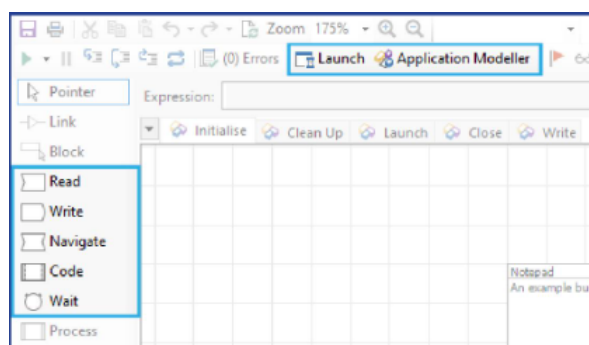 Zoom 175%
(0) Errors Launch Application Modeller
Pointer
Expression:
Link
Initialise Clean Up Launch Close Write
Block
Read
Write
Navigate
Code
Notepad
An example bu
Wait
Process